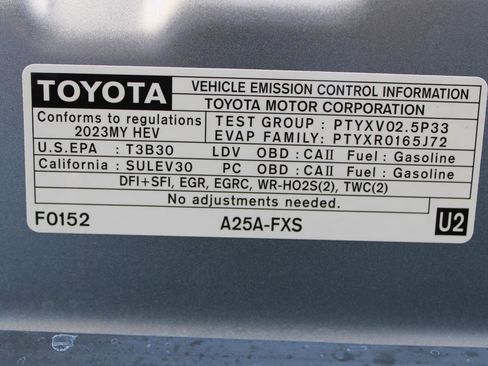 TOYOTA
VEHICLE EMISSION CONTROL INFORMATION
TOYOTA MOTOR CORPORATION
Conforms to regulations
2023MY HEV
TEST GROUP : PTYXV02.5P33
EVAP FAMILY: PTYXR0165J72
U.S.EPA : T3B30 LDV OBD : CAII Fuel : Gasoline
California : SULEV30 PC OBD : CAII Fuel : Gasoline
DFI+SFI, EGR, EGRC, WR-HO2S(2), TWC(2)
No adjustments needed.
F0152 A25A-FXS U2